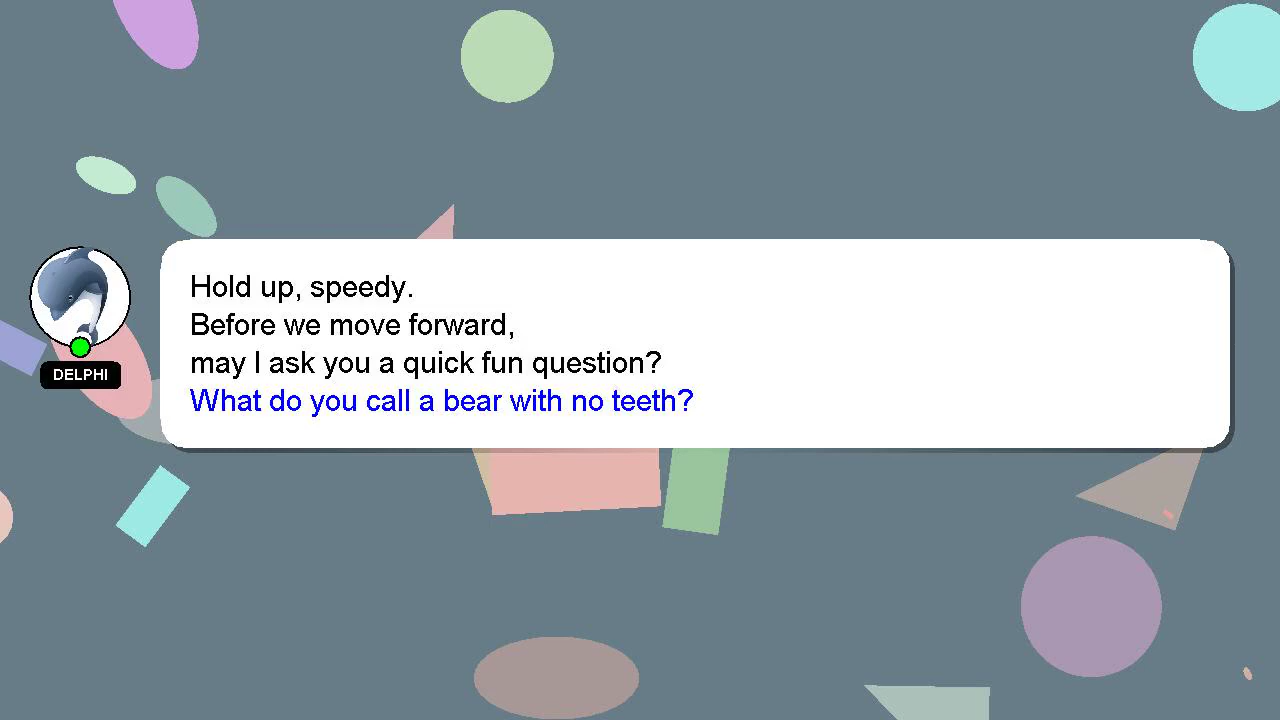 Hold up, speedy.
Before we move forward,
may I ask you a quick fun question?
What do you call a bear with no teeth?
DELPHI